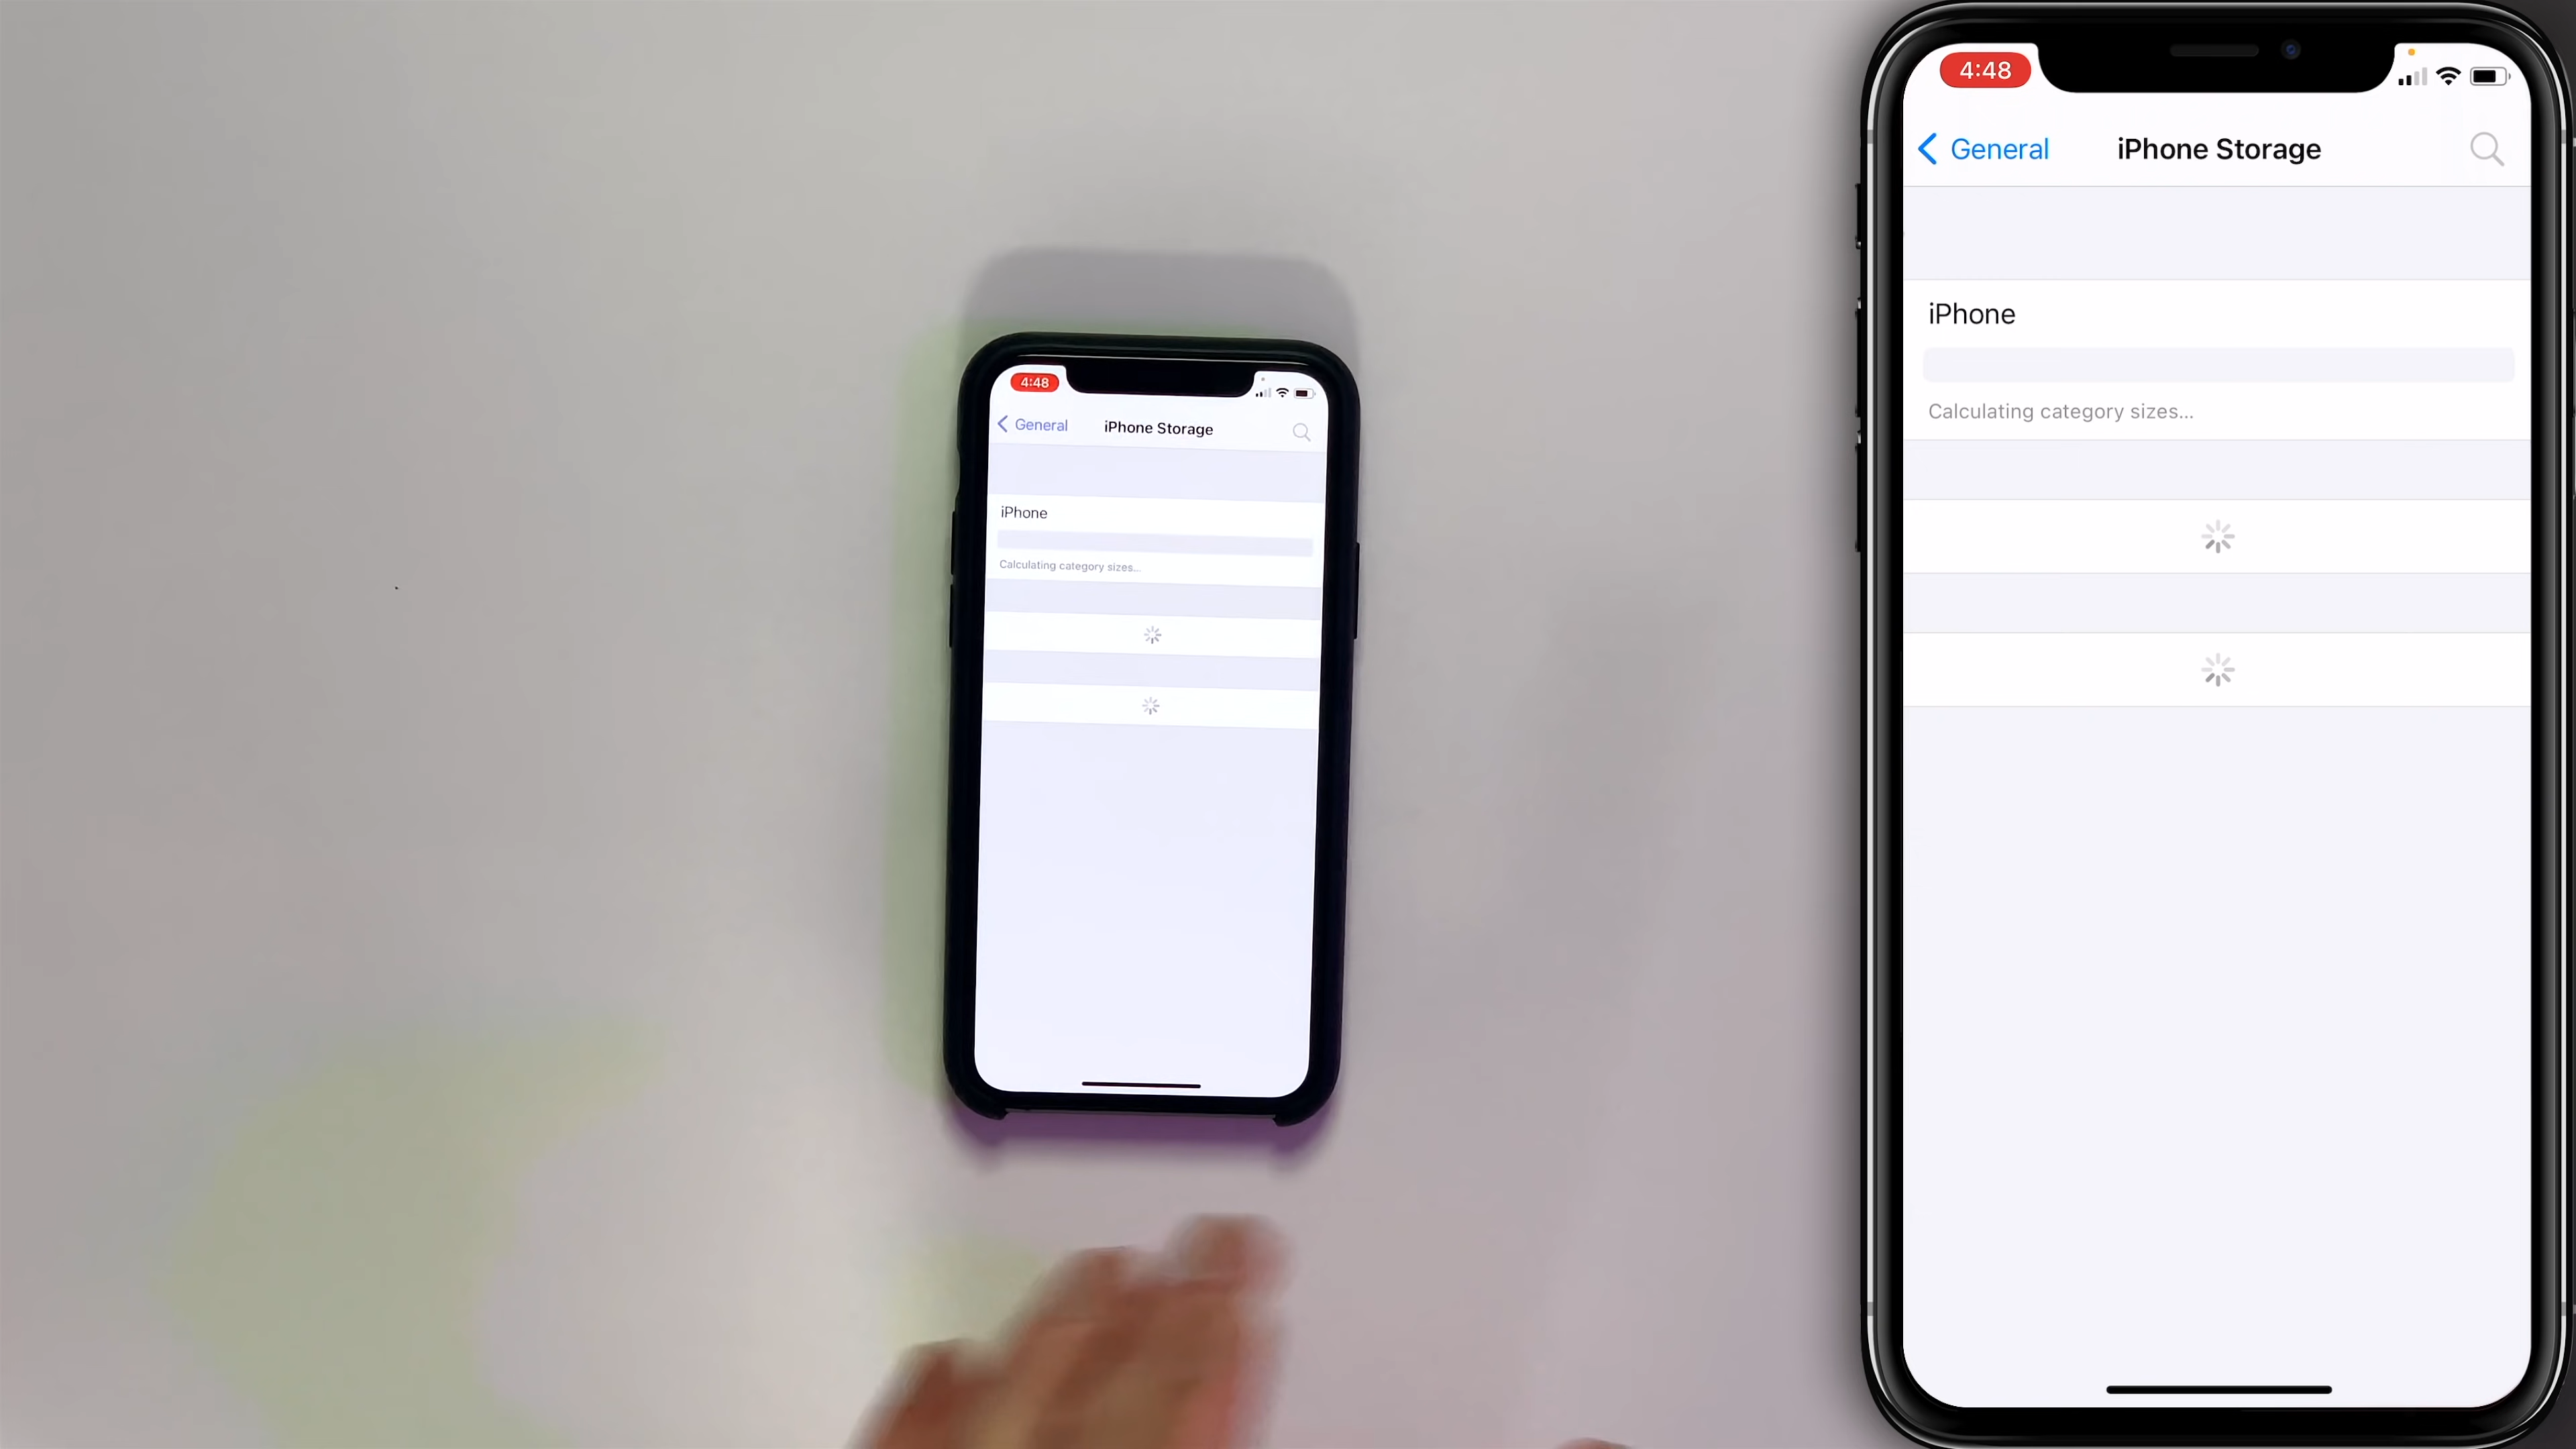 4:48
General
iPhone Storage
iPhone
Calculating category sizes...
4:48
General
iPhone Storage
iPhone
Calculating category sizes...